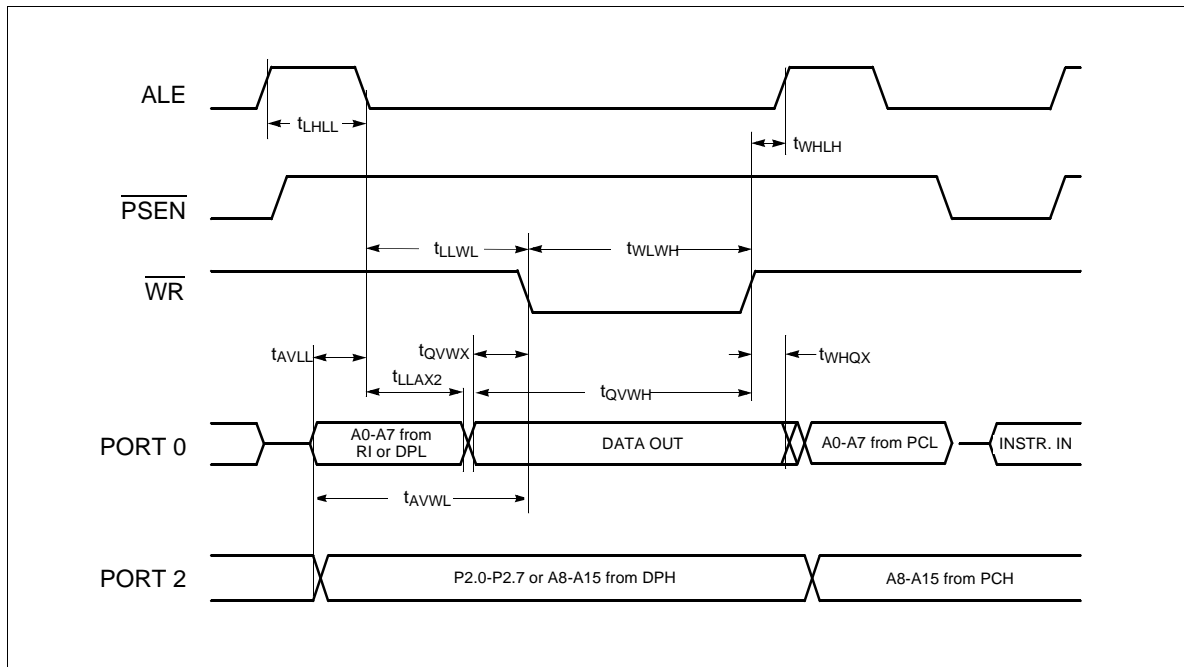 ALE
tLHLL
tWHLH
PSEN
tLLWL
tWLWH
WR
tAVLL
tQVWX
tWHQX
tLLAX2
tQVWH
PORT 0
A0-A7 from
RI or DPL
DATA OUT
A0-A7 from PCL
INSTR. IN
tAVWL
PORT 2
P2.0-P2.7 or A8-A15 from DPH
A8-A15 from PCH